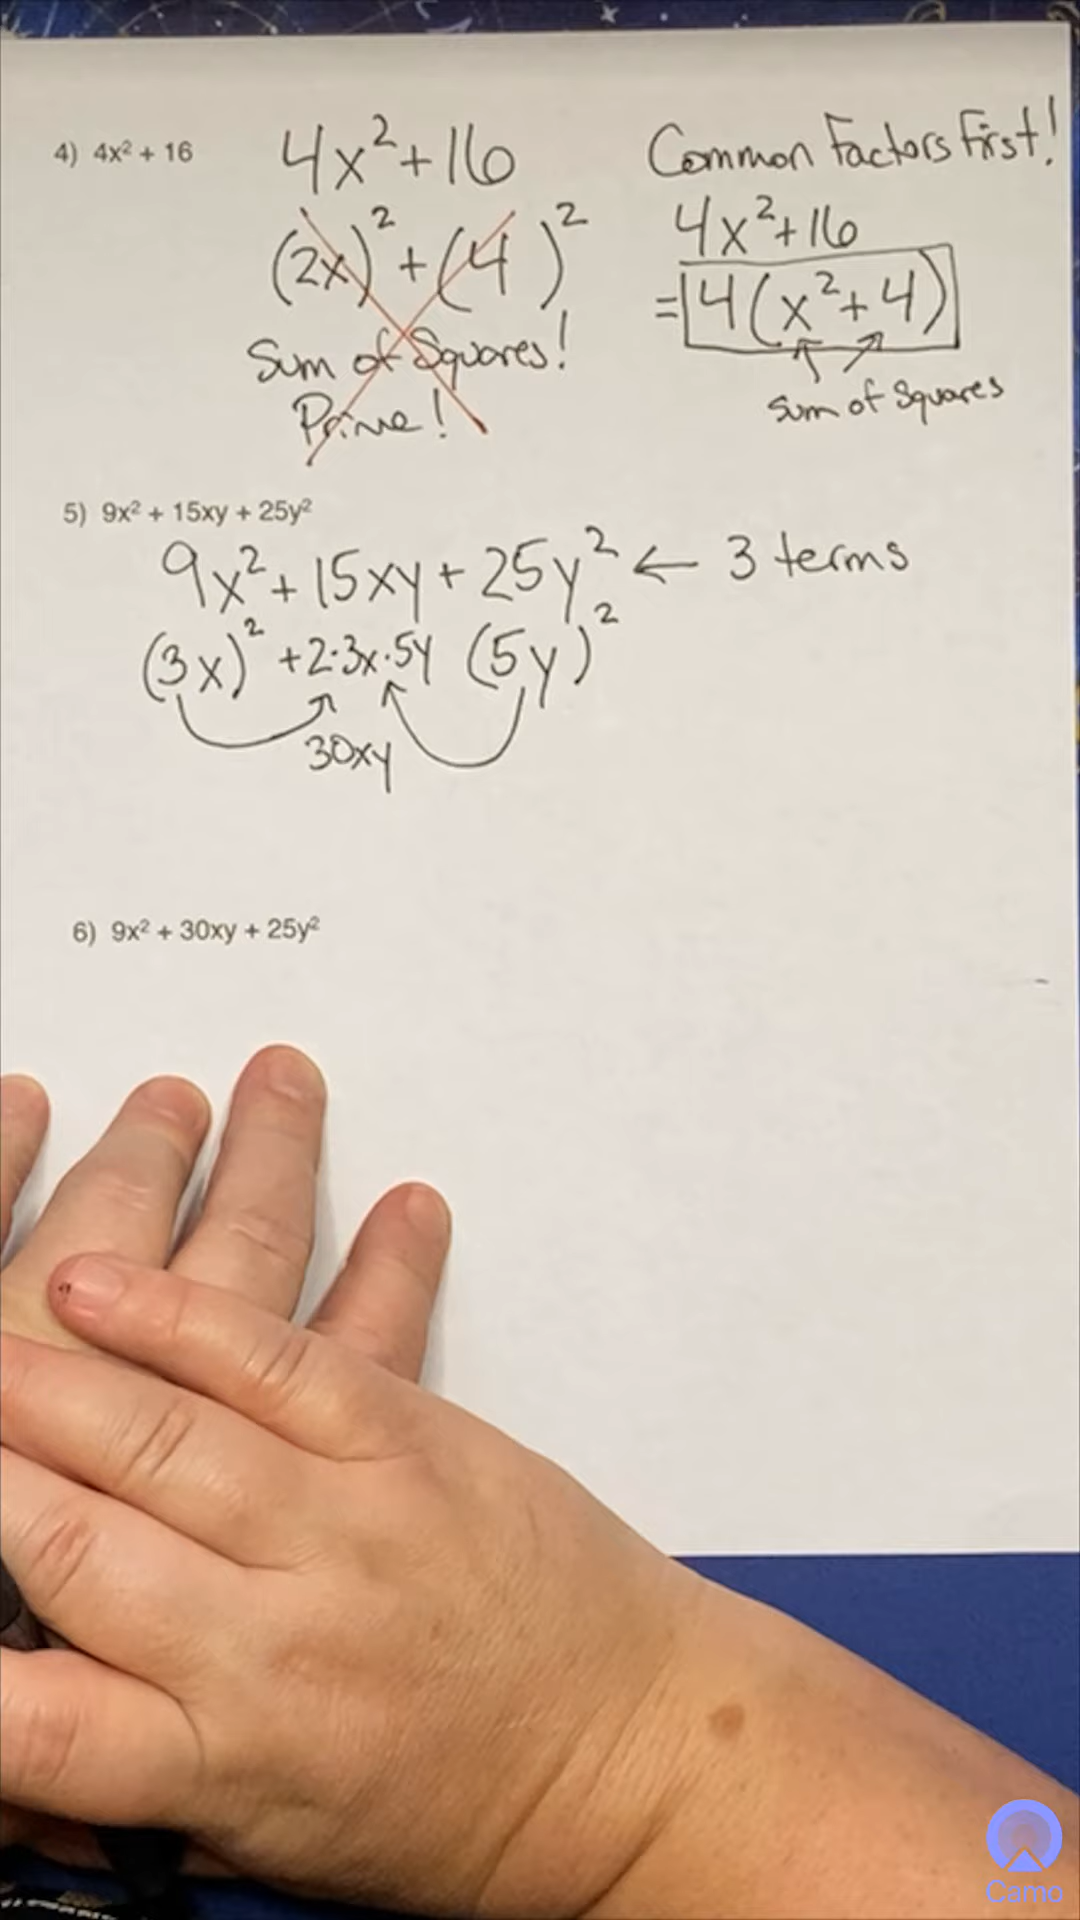 4) 4x² + 16
4x² + 16
(2x)² + (4)²
Sum of Squares!
Prime!
Common Factors First!
4x² + 16
= 4(x² + 4)
sum of squares
5) 9x² + 15xy + 25y²
9x² + 15xy + 25y² ← 3 terms
(3x)² + 2·3x·5y (5y)²
30xy
6) 9x² + 30xy + 25y²
Camo